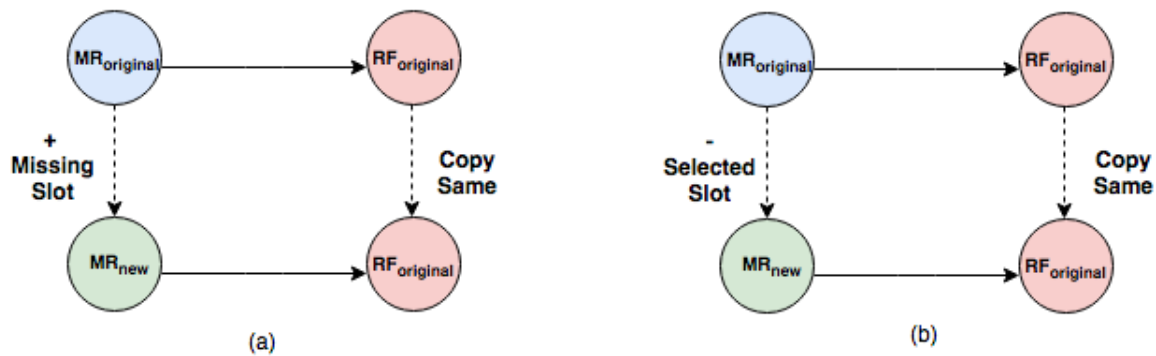 MRoriginal
RForiginal
+
Missing
Slot
Copy
Same
MRnew
RForiginal
(a)
MRoriginal
RForiginal
-
Selected
Slot
Copy
Same
MRnew
RForiginal
(b)